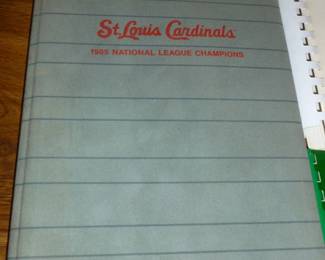 St. Louis Cardinals
1985 NATIONAL LEAGUE CHAMPIONS